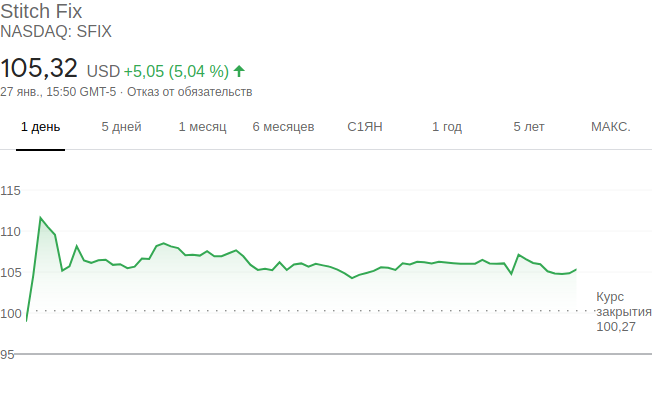 Stitch Fix
NASDAQ: SFIX
105,32 USD +5,05 (5,04 %)
27 янв., 15:50 GMT-5 · Отказ от обязательств
1 день 5 дней 1 месяц 6 месяцев С1ЯН 1 год 5 лет МАКС.
115
110
105
100
95
Курс
закрытия
100,27